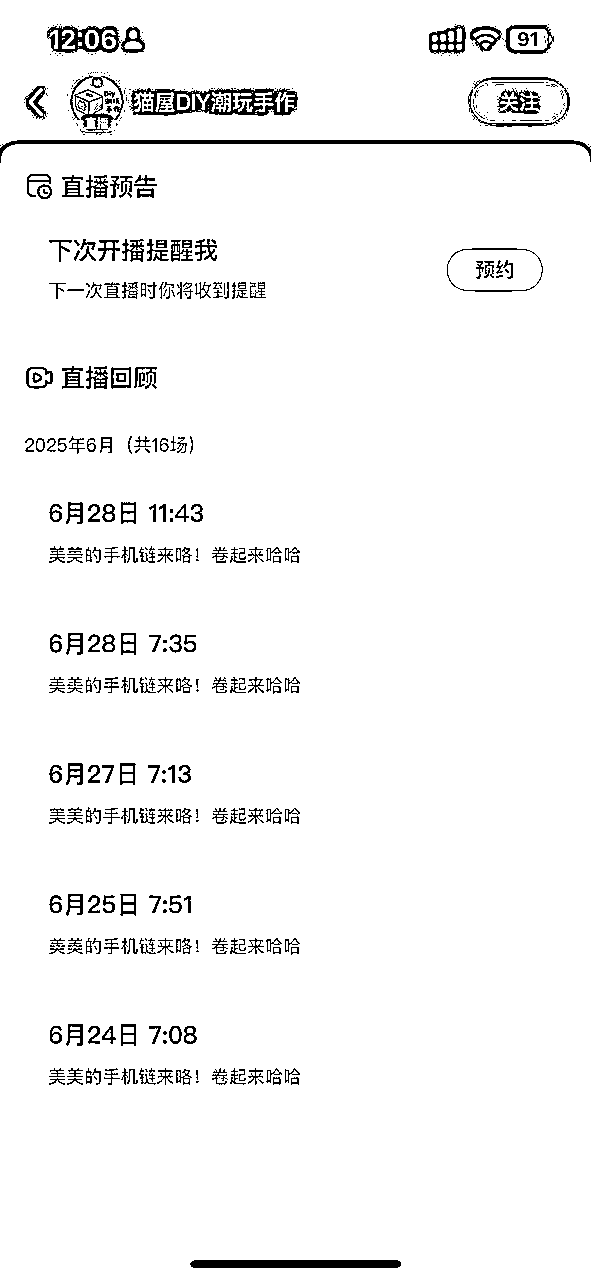 12:06
91
猫屋DIY潮玩手作
关注
直播
直播预告
下次开播提醒我
预约
下一次直播时你将收到提醒
直播回顾
2025年6月（共16场）
6月28日 11:43
美美的手机链来咯！卷起来哈哈
6月28日 7:35
美美的手机链来咯！卷起来哈哈
6月27日 7:13
美美的手机链来咯！卷起来哈哈
6月25日 7:51
美美的手机链来咯！卷起来哈哈
6月24日 7:08
美美的手机链来咯！卷起来哈哈